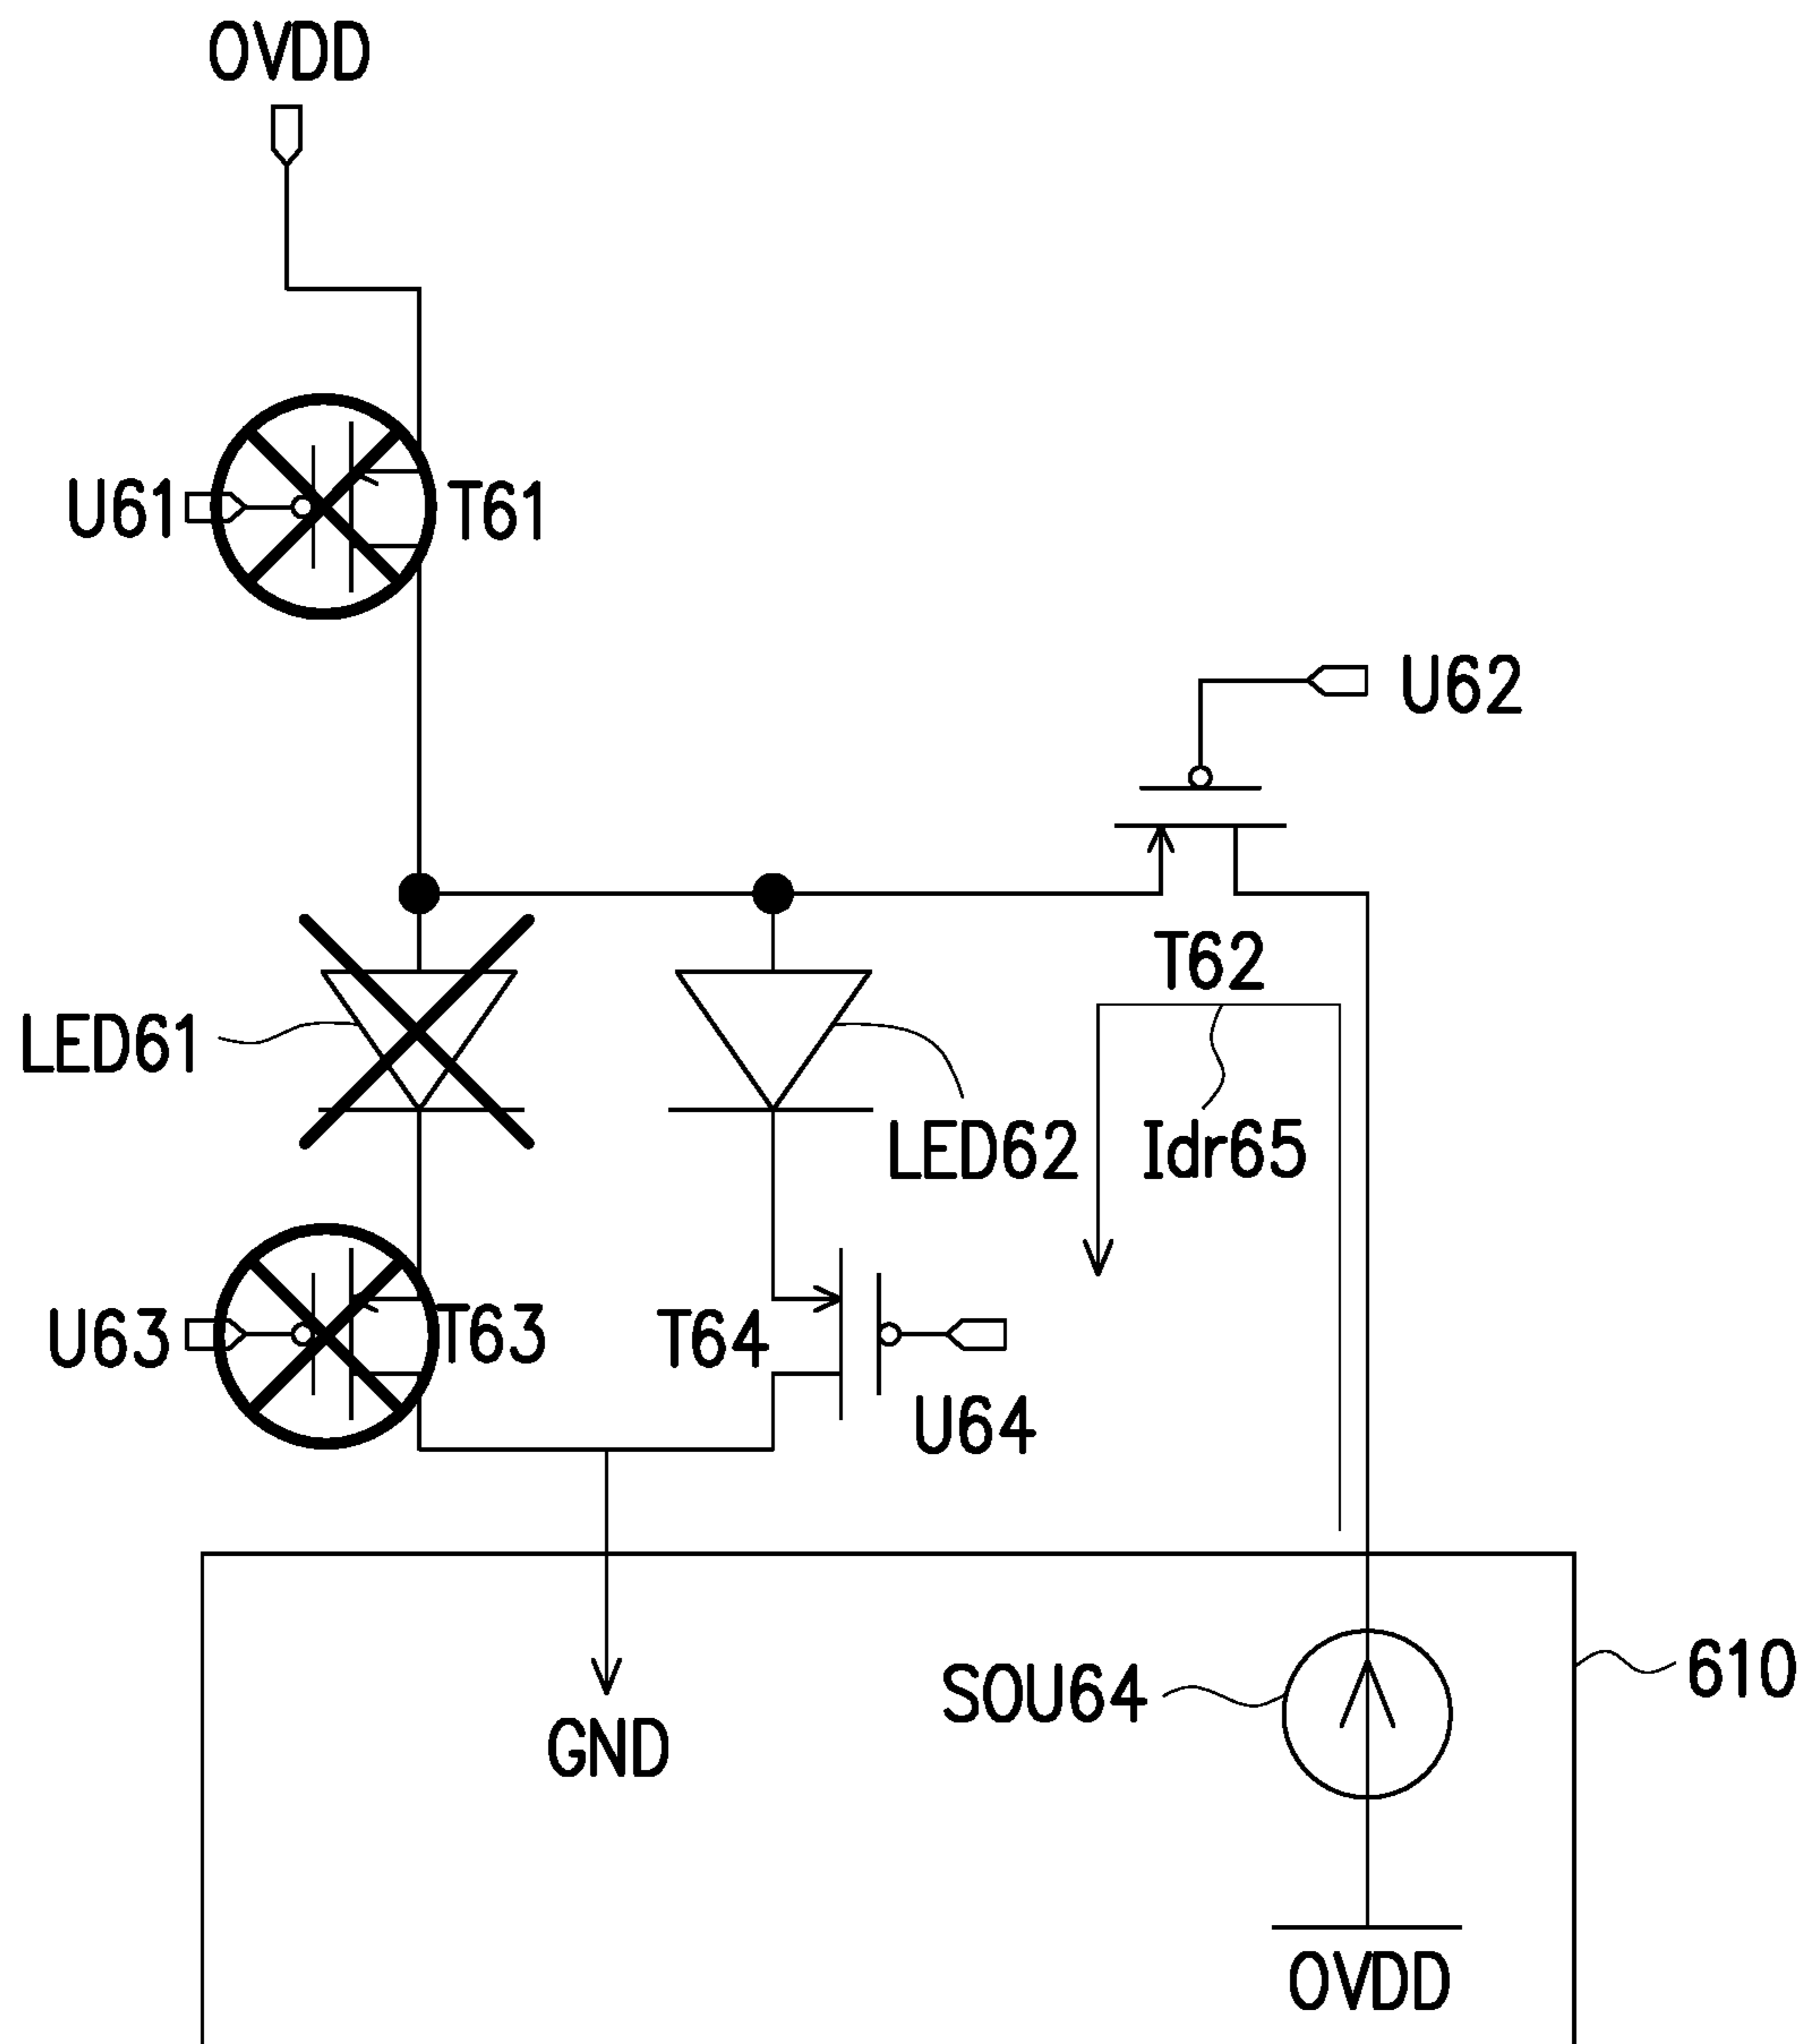 OVDD
U61
T61
U62
T62
LED61
LED62
Idr65
U63
T63
T64
U64
SOU64
610
GND
OVDD